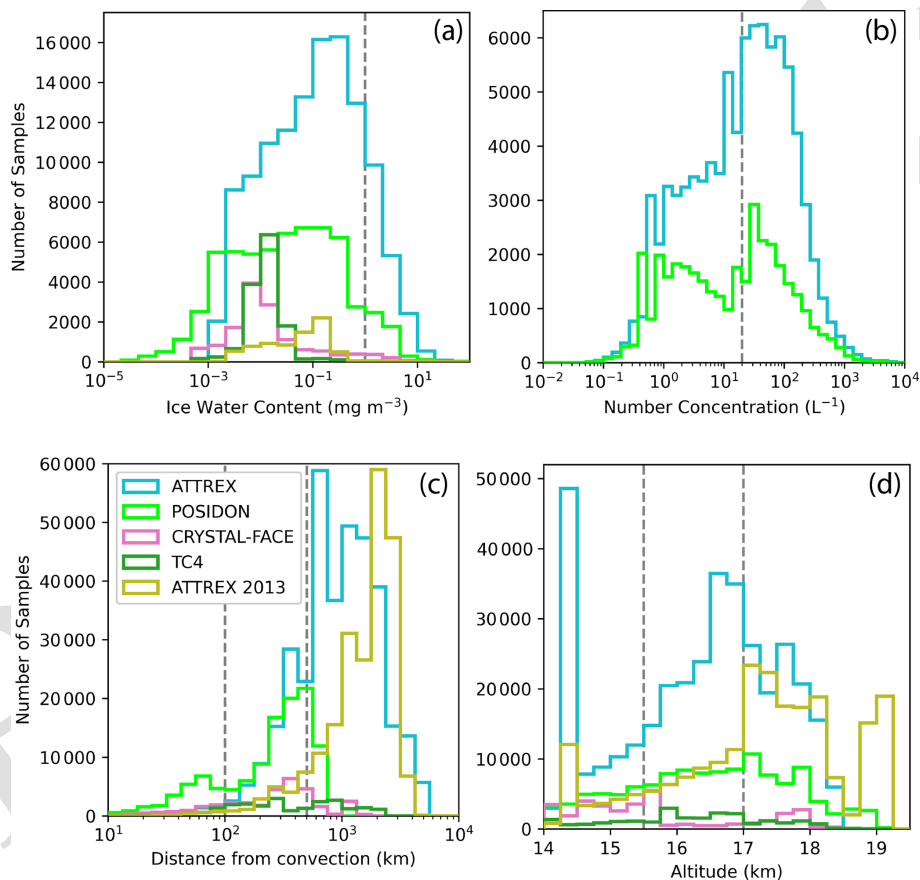 (a)
16 000
14 000
12 000
10 000
8000
6000
4000
2000
0
Number of Samples
10⁻⁵ 10⁻³ 10⁻¹ 10¹
Ice Water Content (mg m⁻³)
(b)
6000
5000
4000
3000
2000
1000
0
10⁻² 10⁻¹ 10⁰ 10¹ 10² 10³ 10⁴
Number Concentration (L⁻¹)
(c)
60 000
50 000
40 000
30 000
20 000
10 000
0
Number of Samples
ATTREX
POSIDON
CRYSTAL-FACE
TC4
ATTREX 2013
10¹ 10² 10³ 10⁴
Distance from convection (km)
(d)
50 000
40 000
30 000
20 000
10 000
0
14 15 16 17 18 19
Altitude (km)